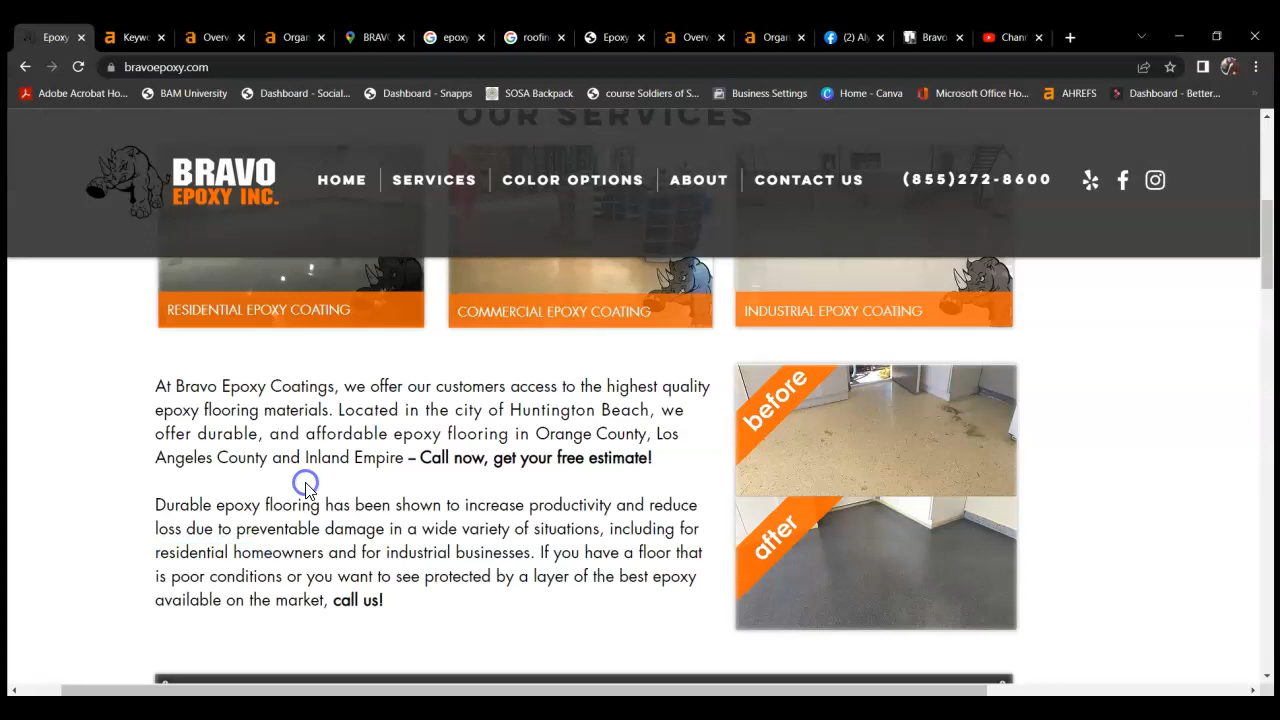 Epoxy
Keywo
Overv
Organ
BRAVO
epoxy
roofin
Epoxy
Overv
Organ
(2) Aly
Bravo
Chann
bravoepoxy.com
Adobe Acrobat Ho...
BAM University
Dashboard - Social...
Dashboard - Snapps
SOSA Backpack
course Soldiers of S...
Business Settings
Home - Canva
Microsoft Office Ho...
AHREFS
Dashboard - Better...
OUR SERVICES
BRAVO
EPOXY INC.
HOME
SERVICES
COLOR OPTIONS
ABOUT
CONTACT US
(855)272-8600
RESIDENTIAL EPOXY COATING
COMMERCIAL EPOXY COATING
INDUSTRIAL EPOXY COATING
At Bravo Epoxy Coatings, we offer our customers access to the highest quality
epoxy flooring materials. Located in the city of Huntington Beach, we
offer durable, and affordable epoxy flooring in Orange County, Los
Angeles County and Inland Empire – Call now, get your free estimate!
Durable epoxy flooring has been shown to increase productivity and reduce
loss due to preventable damage in a wide variety of situations, including for
residential homeowners and for industrial businesses. If you have a floor that
is poor conditions or you want to see protected by a layer of the best epoxy
available on the market, call us!
before
after